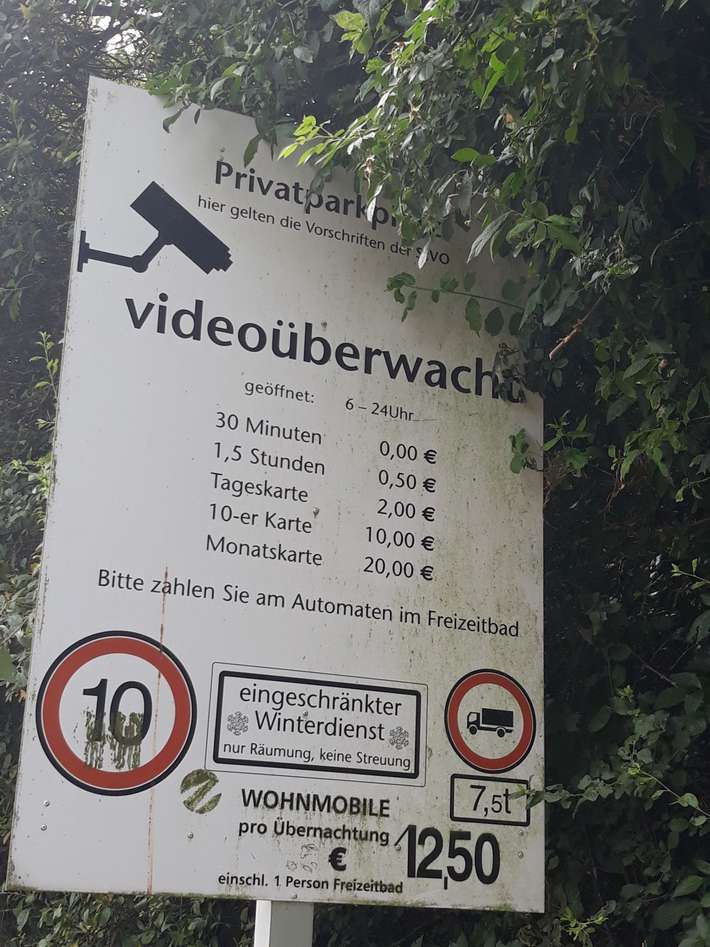 hier gelten die Vorschriften der StVO
videoüberwacht
geöffnet: 6 – 24Uhr
30 Minuten 0,00 €
1,5 Stunden 0,50 €
Tageskarte 2,00 €
10-er Karte 10,00 €
Monatskarte 20,00 €
Bitte zahlen Sie am Automaten im Freizeitbad
10
eingeschränkter
Winterdienst
nur Räumung, keine Streuung
7,5t
WOHNMOBILE
pro Übernachtung
€ 12,50
einschl. 1 Person Freizeitbad